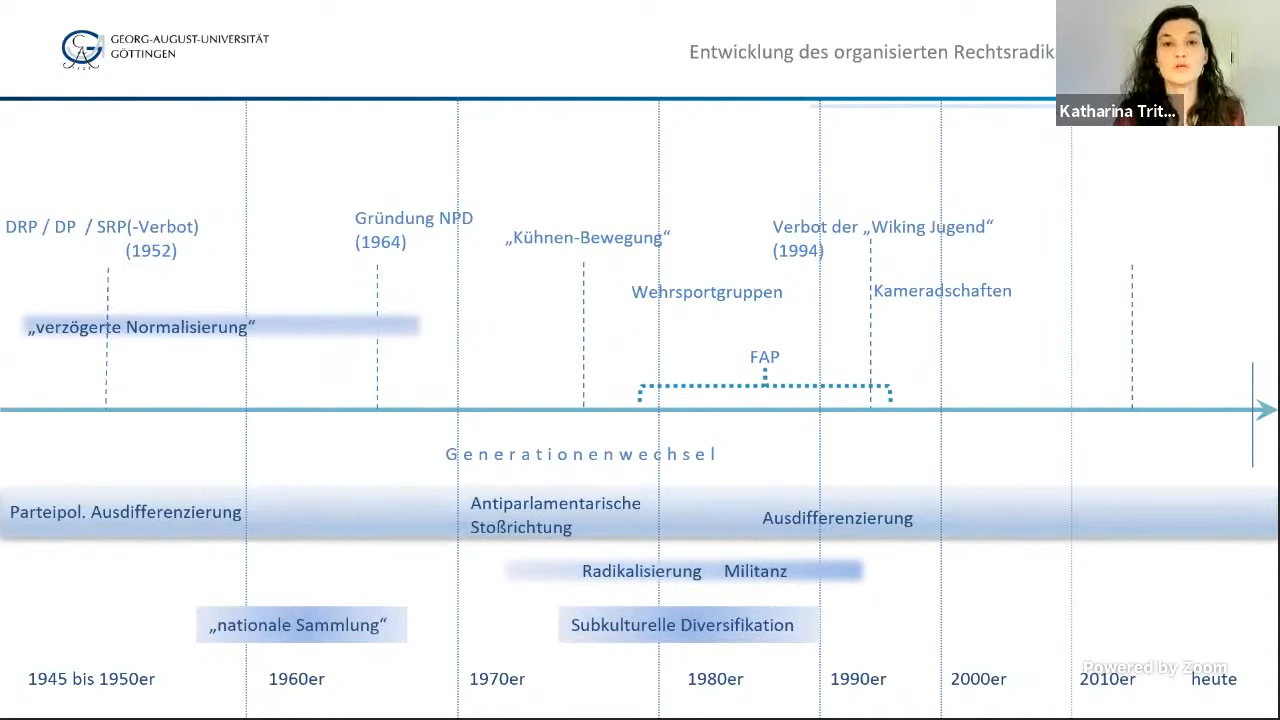 GEORG-AUGUST-UNIVERSITÄT
GÖTTINGEN
Entwicklung des organisierten
Katharina Trit...
DRP / DP / SRP(-Verbot)
(1952)
Gründung NPD
(1964)
„Kühnen-Bewegung“
Verbot der „Wiking Jugend“
(1994)
Wehrsportgruppen
Kameradschaften
„verzögerte Normalisierung“
FAP
Generationenwechsel
Parteipol. Ausdifferenzierung
Antiparlamentarische
Stoßrichtung
Ausdifferenzierung
Radikalisierung Militanz
„nationale Sammlung“
Subkulturelle Diversifikation
Powered by Zoom
1945 bis 1950er 1960er 1970er 1980er 1990er 2000er 2010er heute